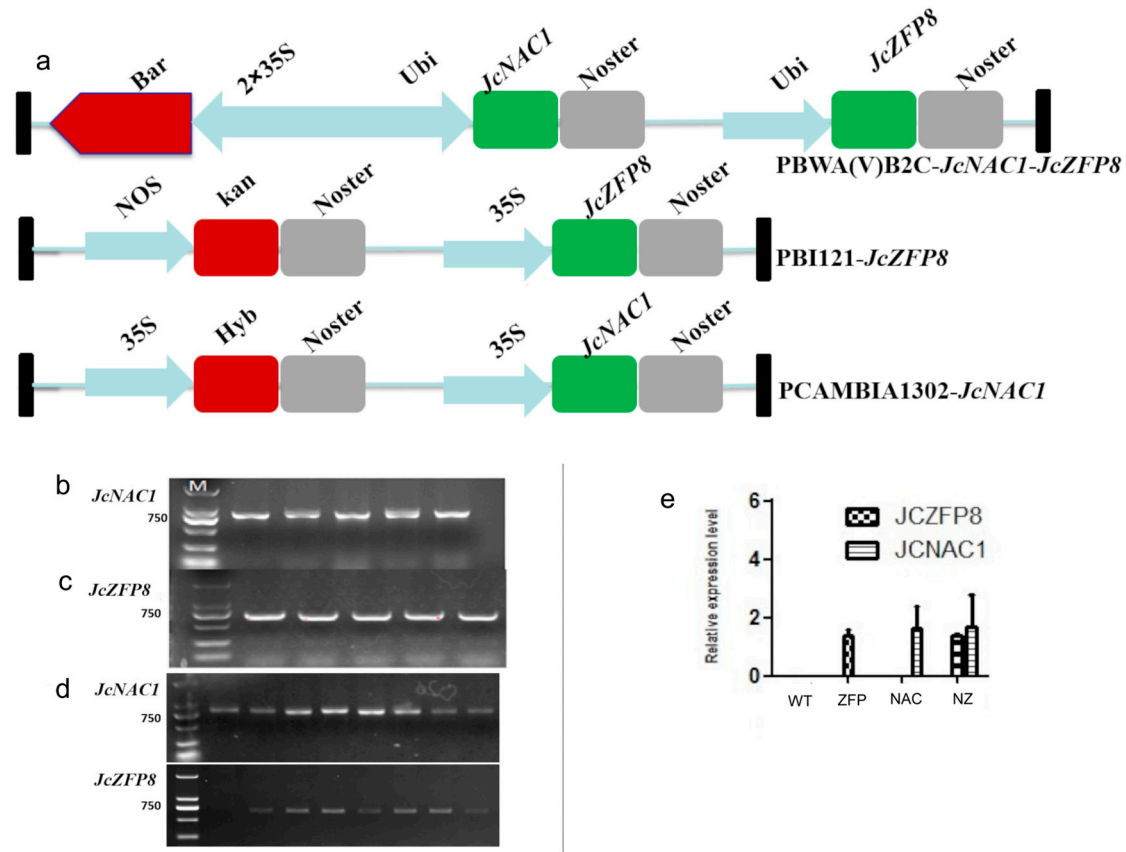 a
Bar 2×35S Ubi JcNAC1 Noster Ubi JcZFP8 Noster
PBWA(V)B2C-JcNAC1-JcZFP8
NOS kan Noster 35S JcZFP8 Noster
PBI121-JcZFP8
35S Hyb Noster 35S JcNAC1 Noster
PCAMBIA1302-JcNAC1
b
JcNAC1
M
750
c
JcZFP8
750
d
JcNAC1
750
JcZFP8
750
e
Relative expression level
6
4
2
0
JCZFP8
JCNAC1
WT ZFP NAC NZ